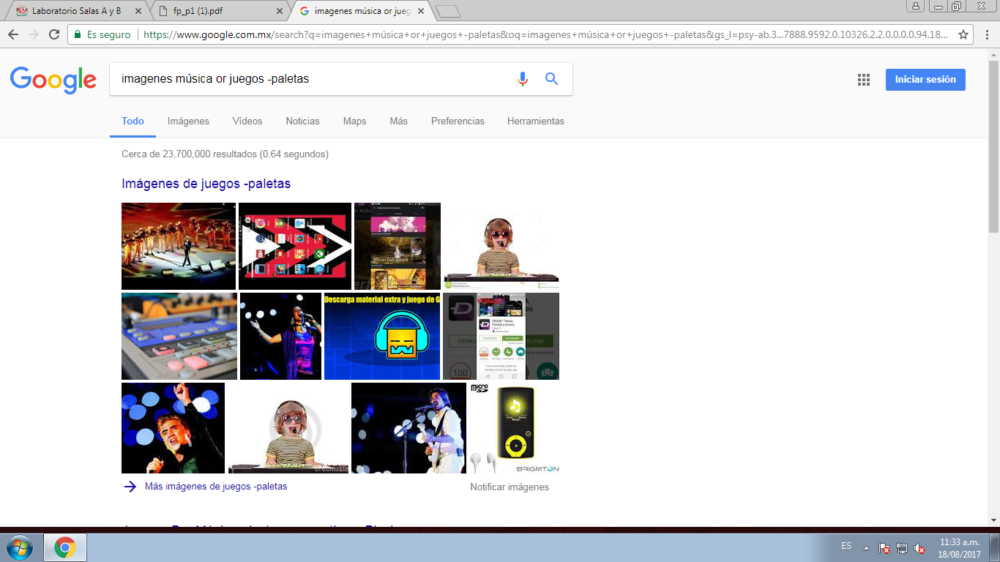 Laboratorio Salas A y B
fp_p1 (1).pdf
imagenes música or jueg
Es seguro
https://www.google.com.mx/search?q=imagenes+música+or+juegos+-paletas&oq=imagenes+música+or+juegos+-paletas&gs_l=psy-ab.3...7888.9592.0.10326.2.2.0.0.0.0.94.18...
Google
imagenes música or juegos -paletas
Iniciar sesión
Todo Imágenes Vídeos Noticias Maps Más Preferencias Herramientas
Cerca de 23,700,000 resultados (0.64 segundos)
Imágenes de juegos -paletas
Waterfall Clock
Descarga material extra y juego de G
100
micro SD
BRIGMTON
Más imágenes de juegos -paletas
Notificar imágenes
ES
11:33 a.m.
18/08/2017